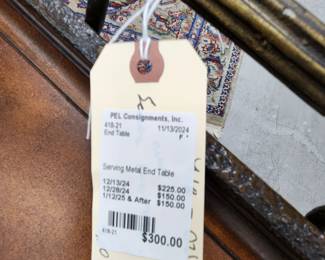 PEL Consignments, Inc.
418-21 11/13/2024
End Table F *
Serving Metal End Table
12/13/24 $225.00
12/28/24 $150.00
1/12/25 & After $150.00
418-21
$300.00